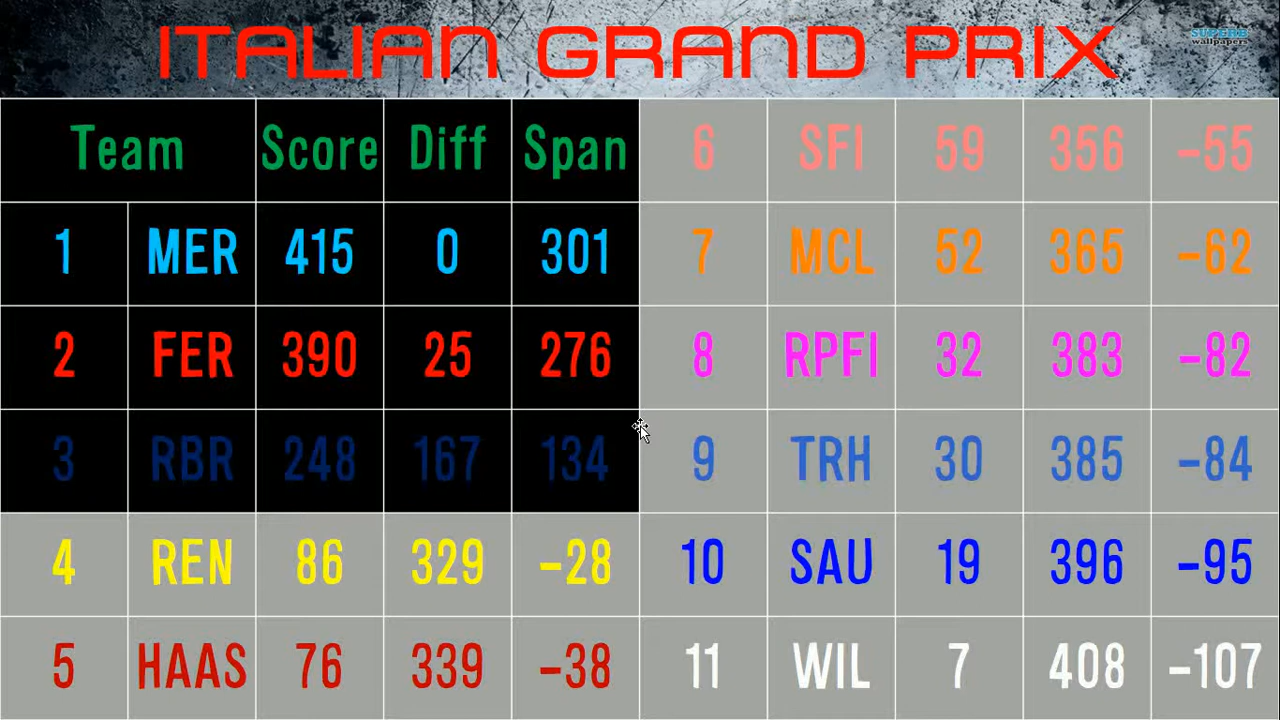 ITALIAN GRAND PRIX
SUPERB
wallpapers
Team Score Diff Span
1 MER 415 0 301
2 FER 390 25 276
3 RBR 248 167 134
4 REN 86 329 -28
5 HAAS 76 339 -38
6 SFI 59 356 -55
7 MCL 52 365 -62
8 RPFI 32 383 -82
9 TRH 30 385 -84
10 SAU 19 396 -95
11 WIL 7 408 -107